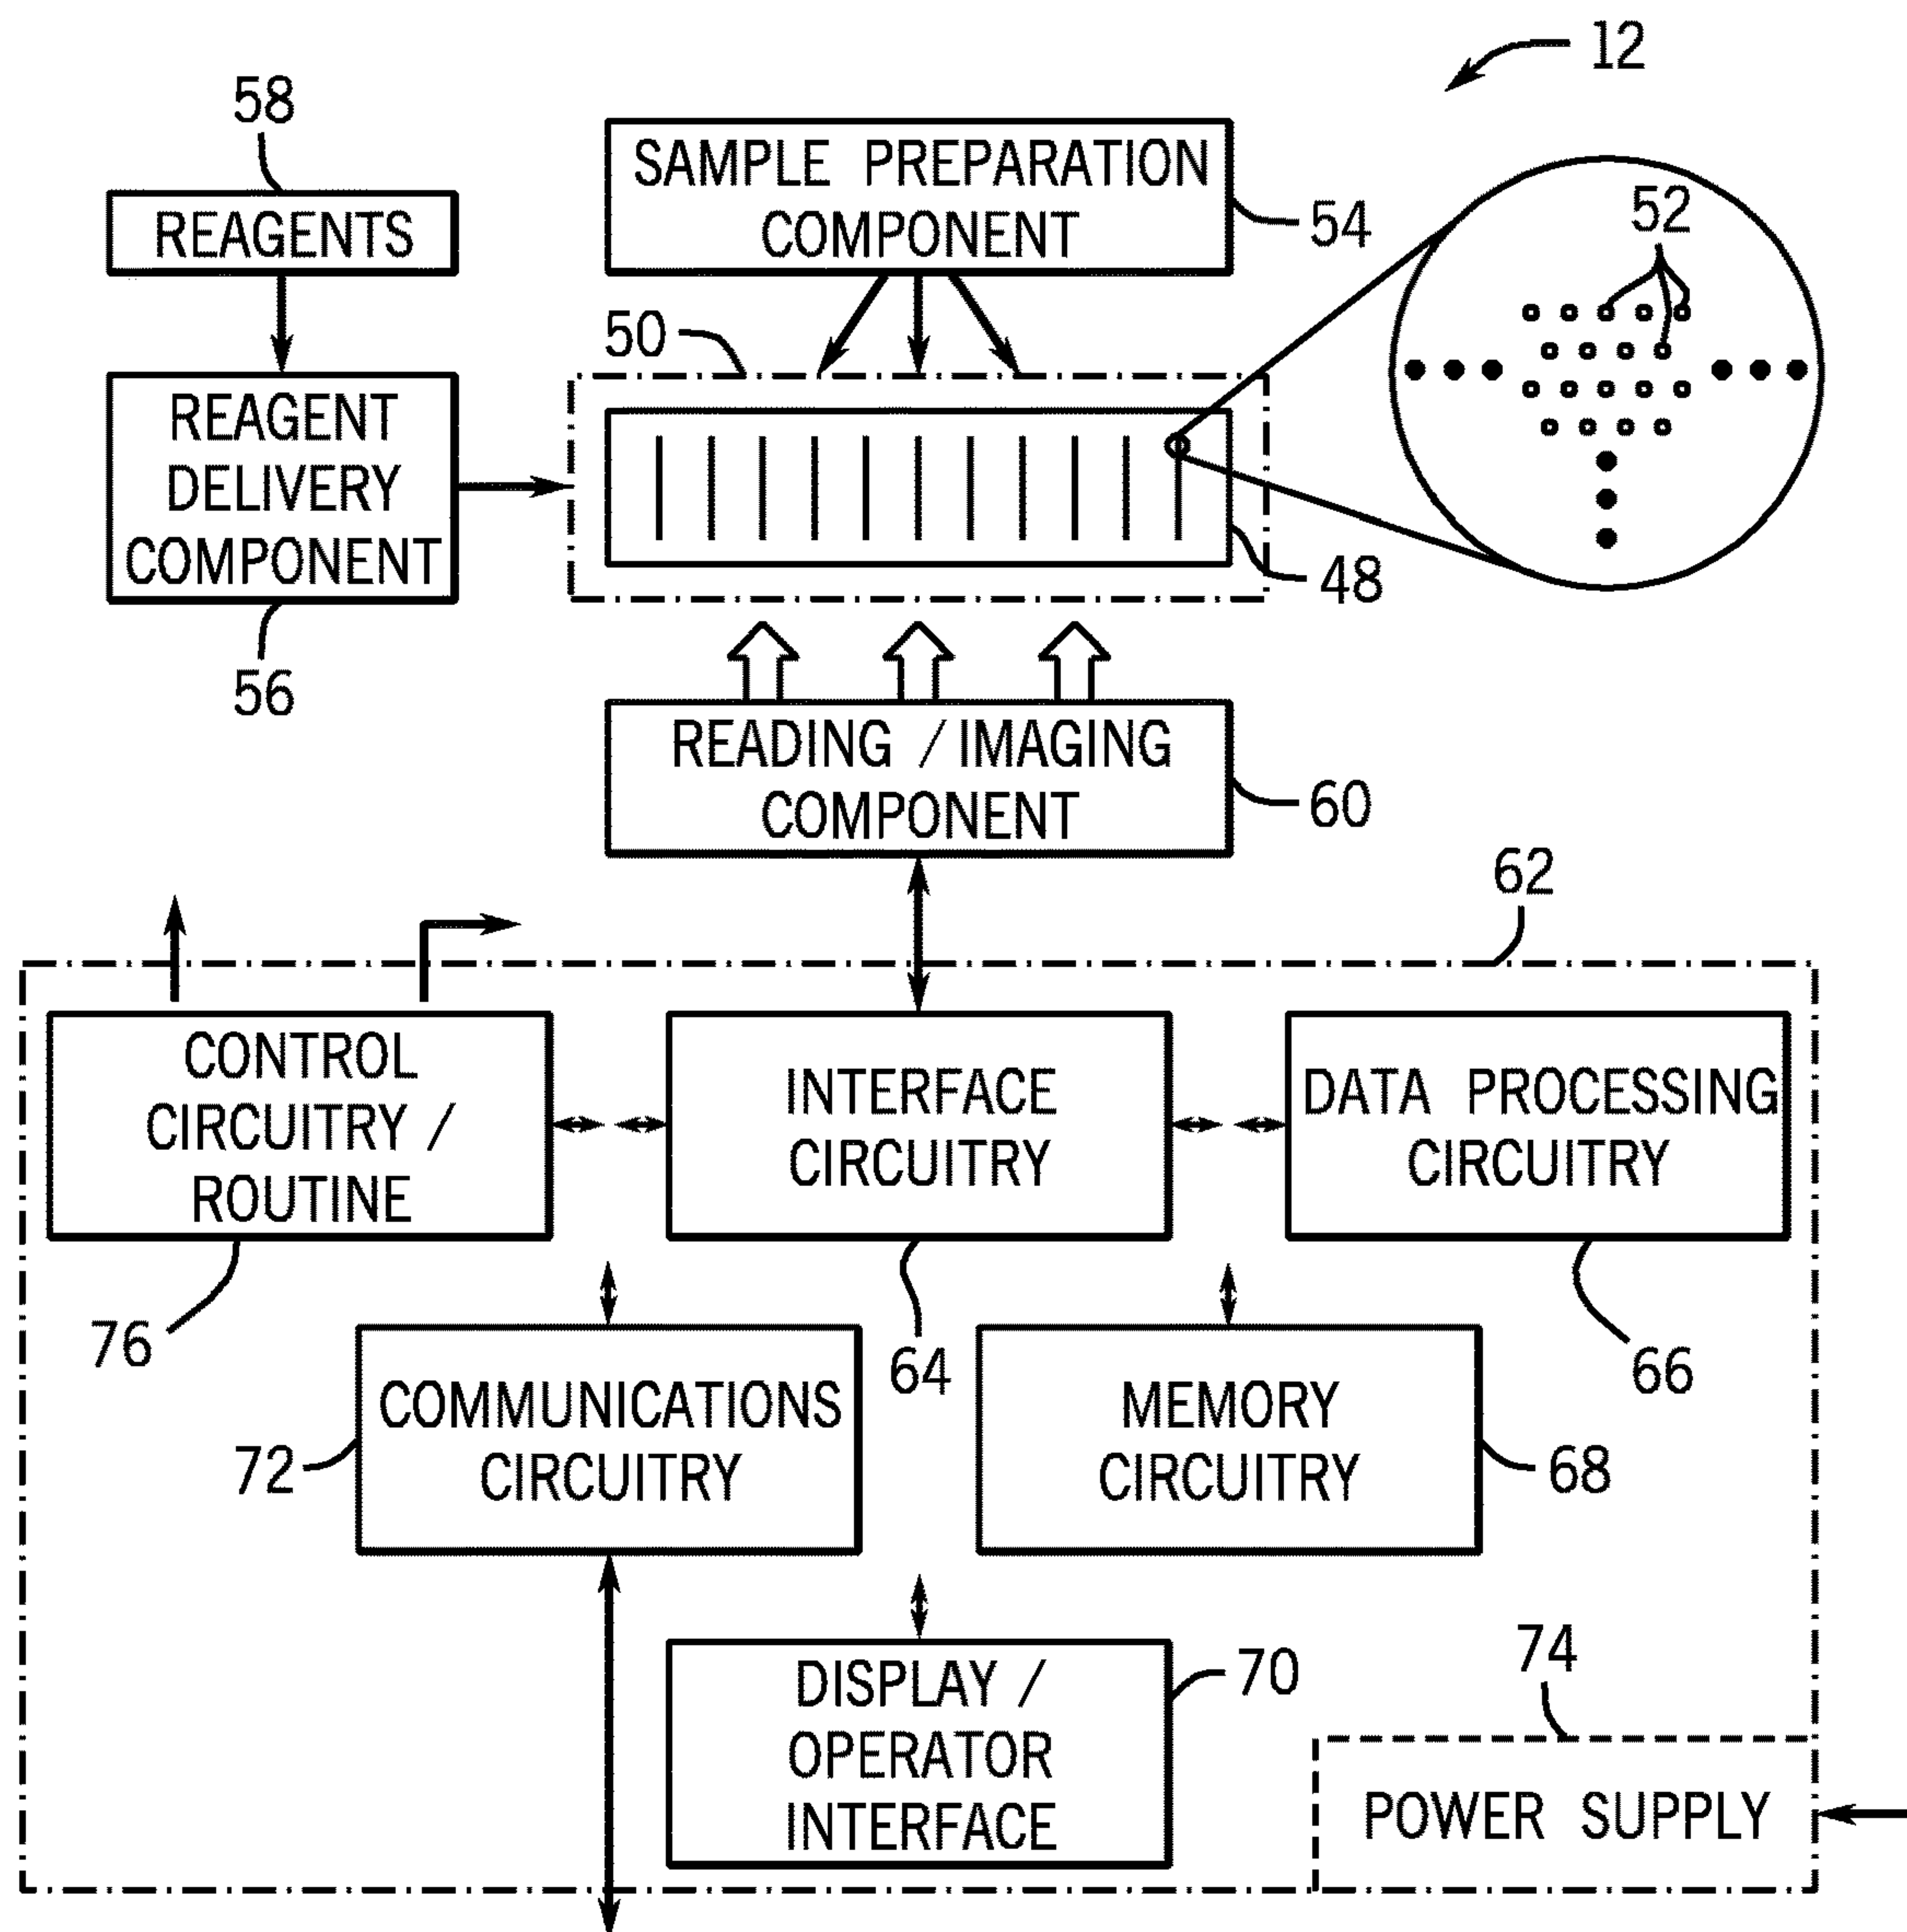 12
58
SAMPLE PREPARATION
COMPONENT
54
REAGENTS
52
50
REAGENT
DELIVERY
COMPONENT
48
56
READING / IMAGING
COMPONENT
60
62
CONTROL
CIRCUITRY /
ROUTINE
INTERFACE
CIRCUITRY
DATA PROCESSING
CIRCUITRY
76
64
66
COMMUNICATIONS
CIRCUITRY
72
MEMORY
CIRCUITRY
68
DISPLAY /
OPERATOR
INTERFACE
70
74
POWER SUPPLY